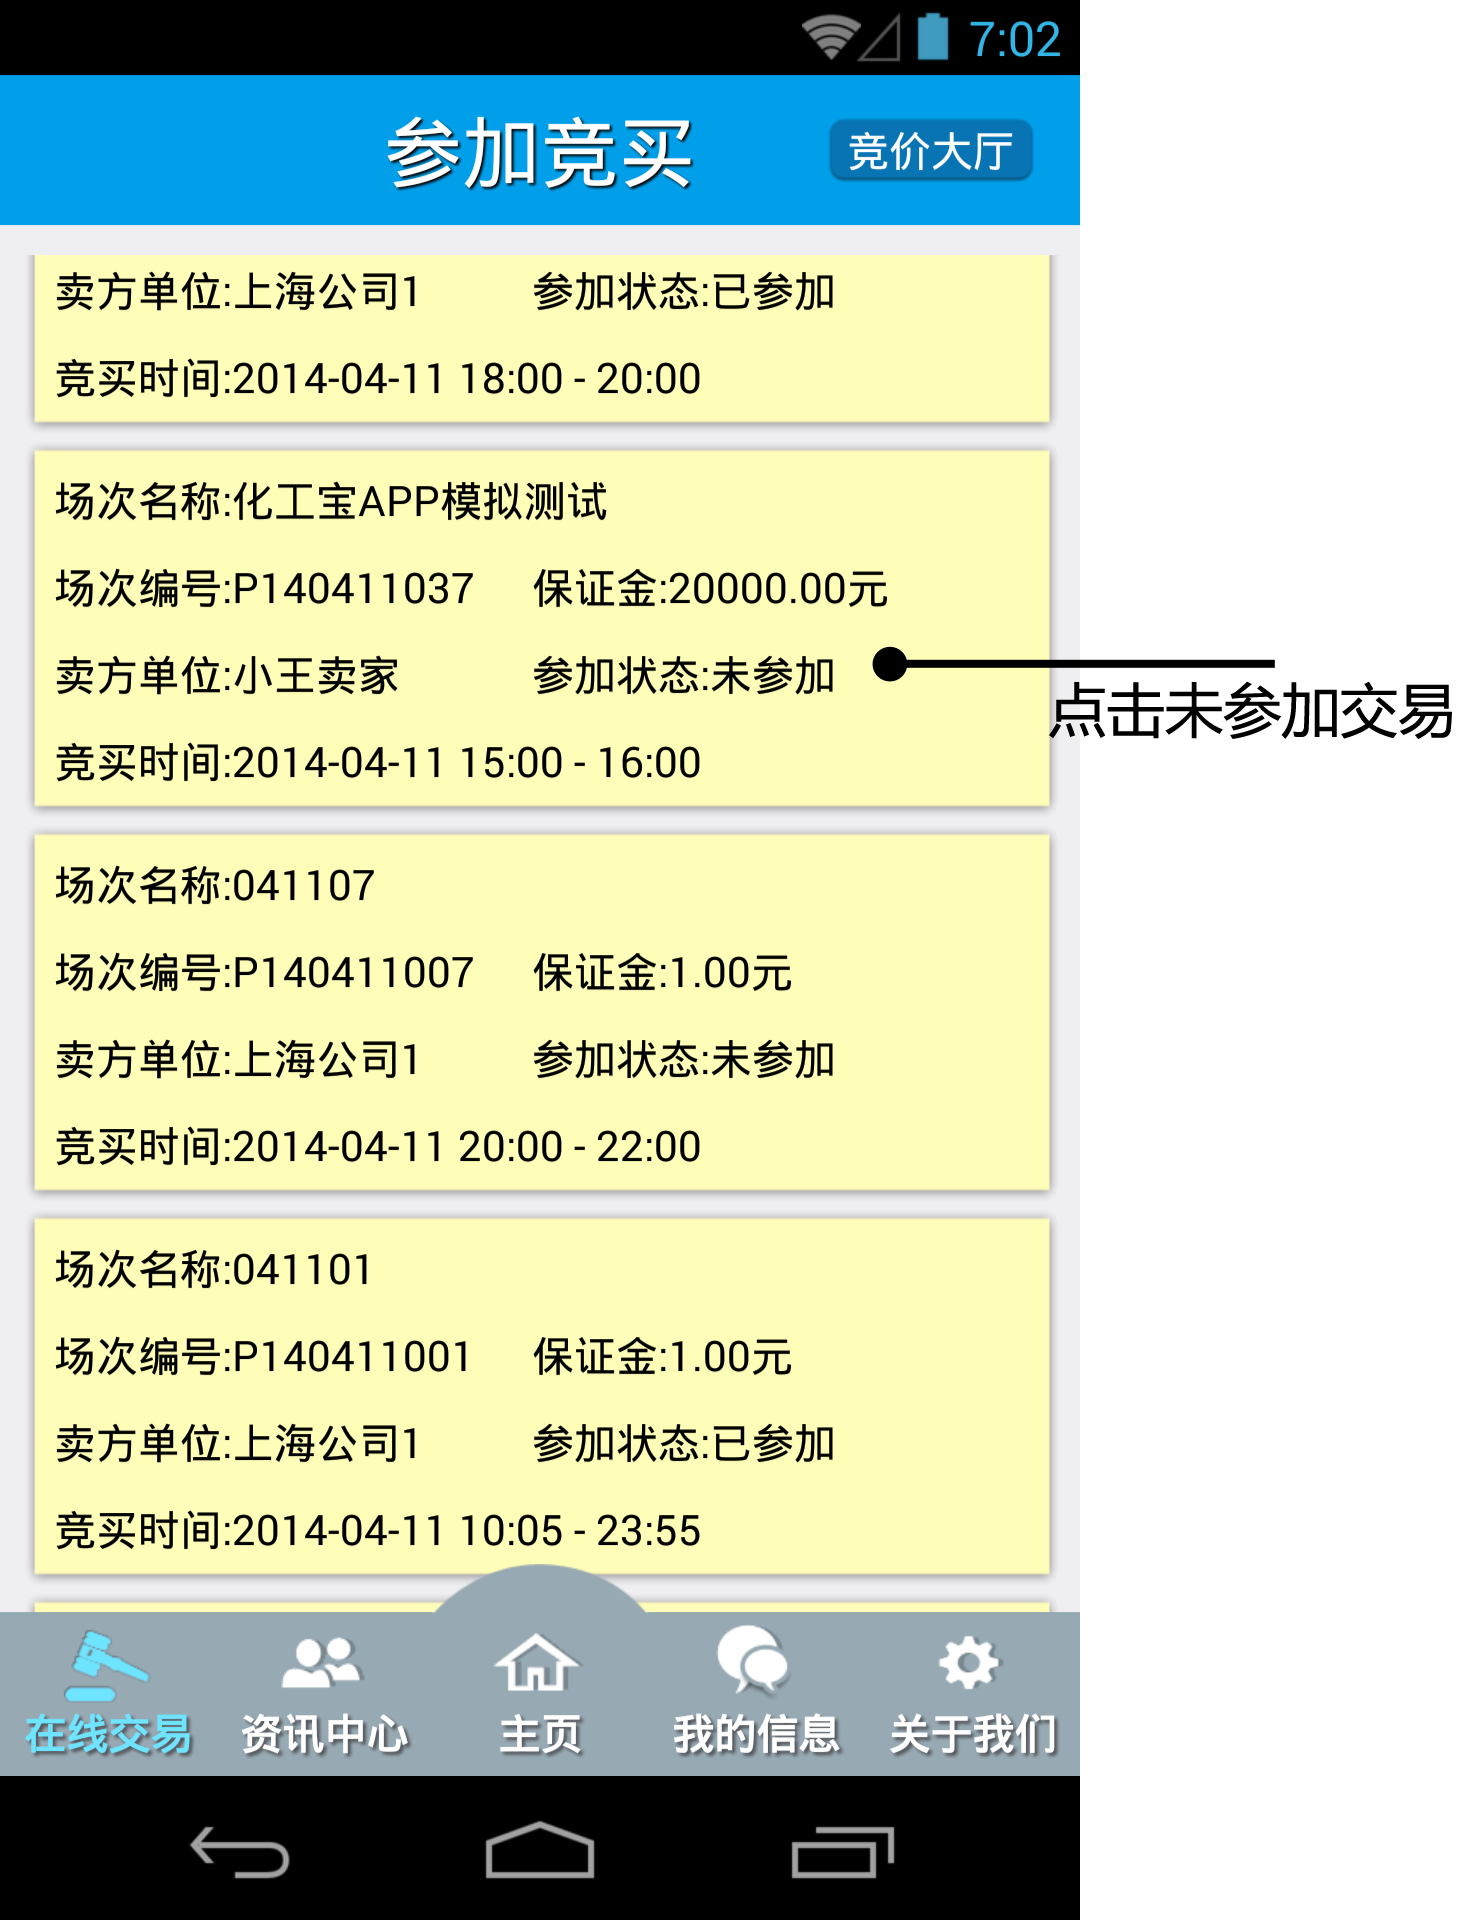 7:02
参加竞买
竞价大厅
卖方单位:上海公司1 参加状态:已参加
竞买时间:2014-04-11 18:00 - 20:00
场次名称:化工宝APP模拟测试
场次编号:P140411037 保证金:20000.00元
卖方单位:小王卖家 参加状态:未参加
点击未参加交易
竞买时间:2014-04-11 15:00 - 16:00
场次名称:041107
场次编号:P140411007 保证金:1.00元
卖方单位:上海公司1 参加状态:未参加
竞买时间:2014-04-11 20:00 - 22:00
场次名称:041101
场次编号:P140411001 保证金:1.00元
卖方单位:上海公司1 参加状态:已参加
竞买时间:2014-04-11 10:05 - 23:55
在线交易 资讯中心 主页 我的信息 关于我们